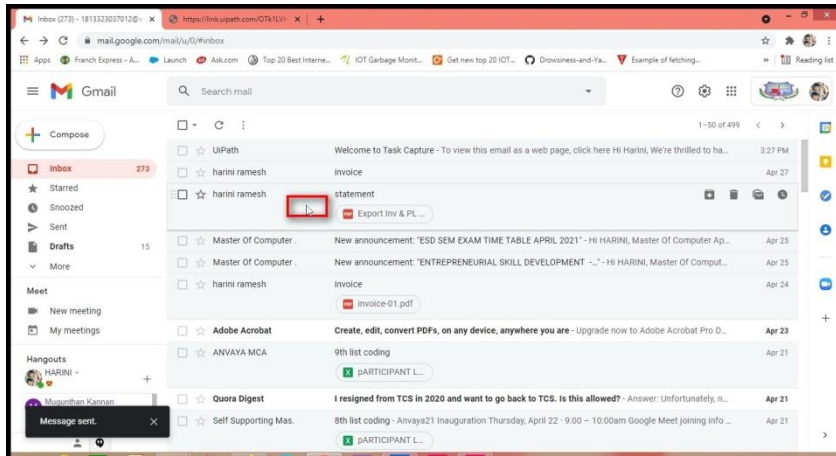 Inbox (273) - 1813323037012@
https://link.uipath.com/
mail.google.com/mail/u/0/#inbox
Apps
Franch Express - A...
Launch
Ask.com
Top 20 Best Interne...
IOT Garbage Monit...
Get new top 20 IOT...
Drowsiness-and-Ya...
Example of fetching...
»
Reading list
Gmail
Search mail
Compose
1–50 of 499
UiPath Welcome to Task Capture - To view this email as a web page, click here Hi Harini, We're thrilled to ha... 3:27 PM
Inbox 273
harini ramesh invoice Apr 27
Starred
harini ramesh statement
Snoozed
PDF Export Inv & PL ...
Sent
Drafts 15
Master Of Computer . New announcement: "ESD SEM EXAM TIME TABLE APRIL 2021" - Hi HARINI, Master Of Computer Ap... Apr 25
More
Master Of Computer . New announcement: "ENTREPRENEURIAL SKILL DEVELOPMENT -..." - Hi HARINI, Master Of Comput... Apr 25
Meet
harini ramesh invoice Apr 24
New meeting
PDF invoice-01.pdf
My meetings
Adobe Acrobat Create, edit, convert PDFs, on any device, anywhere you are - Upgrade now to Adobe Acrobat Pro D... Apr 23
Hangouts
ANVAYA MCA 9th list coding Apr 21
HARINI
X pARTICIPANT L...
Mugunthan Kannan
Quora Digest I resigned from TCS in 2020 and want to go back to TCS. Is this allowed? - Answer: Unfortunately, n... Apr 21
Message sent.
Self Supporting Mas. 8th list coding - Anvaya21 Inauguration Thursday, April 22 · 9:00 – 10:00am Google Meet joining info ... Apr 21
X pARTICIPANT L...